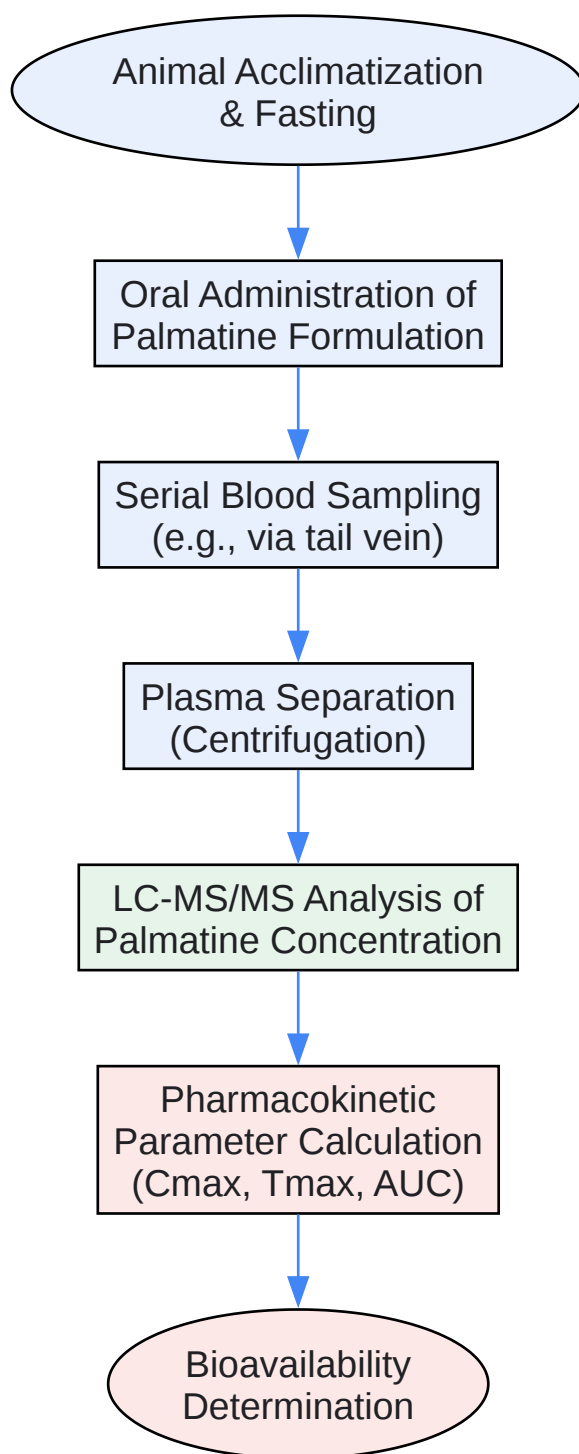 Animal Acclimatization
& Fasting
Oral Administration of
Palmatine Formulation
Serial Blood Sampling
(e.g., via tail vein)
Plasma Separation
(Centrifugation)
LC-MS/MS Analysis of
Palmatine Concentration
Pharmacokinetic
Parameter Calculation
(Cmax, Tmax, AUC)
Bioavailability
Determination